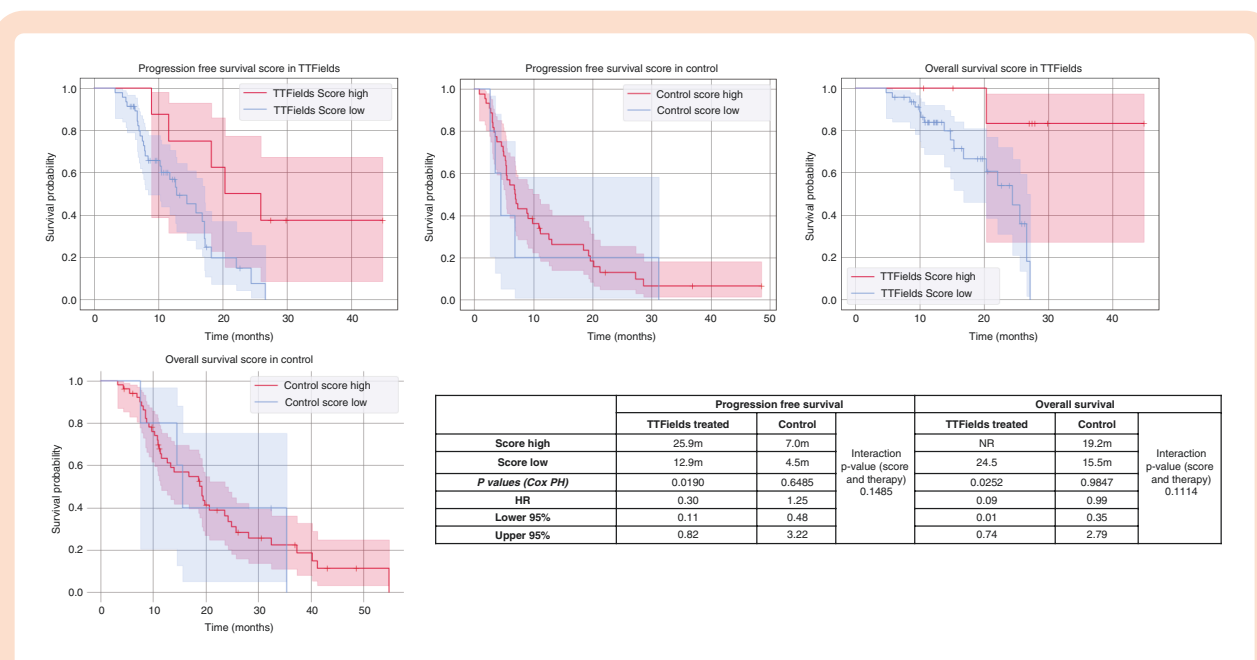 Progression free survival score in TTFields
TTFields Score high
TTFields Score low
Survival probability
1.0
0.8
0.6
0.4
0.2
0.0
0 10 20 30 40
Time (months)
Progression free survival score in control
Control score high
Control score low
Survival probability
1.0
0.8
0.6
0.4
0.2
0.0
0 10 20 30 40 50
Time (months)
Overall survival score in TTFields
TTFields Score high
TTFields Score low
Survival probability
1.0
0.8
0.6
0.4
0.2
0.0
0 10 20 30 40
Time (months)
Overall survival score in control
Control score high
Control score low
Survival probability
1.0
0.8
0.6
0.4
0.2
0.0
0 10 20 30 40 50
Time (months)
Progression free survival Overall survival
TTFields treated Control TTFields treated Control
Score high 25.9m 7.0m NR 19.2m
Score low 12.9m 4.5m 24.5 15.5m
P values (Cox PH) 0.0190 0.6485 0.0252 0.9847
HR 0.30 1.25 0.09 0.99
Lower 95% 0.11 0.48 0.01 0.35
Upper 95% 0.82 3.22 0.74 2.79
Interaction
p-value (score
and therapy)
0.1485
Interaction
p-value (score
and therapy)
0.1114